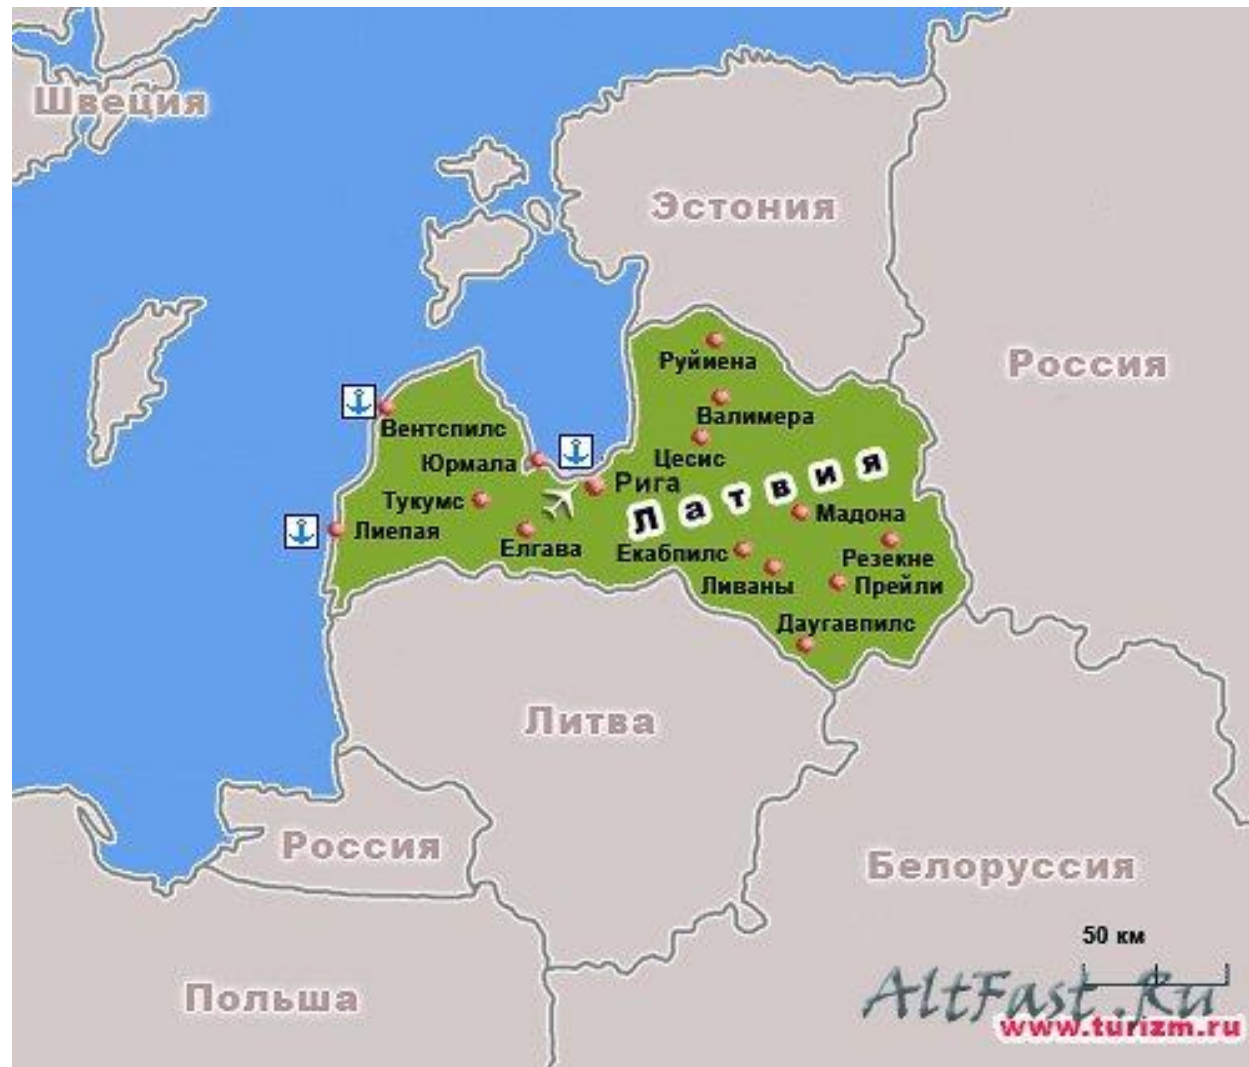 Швеция
Эстония
Россия
Руйиена
Валимера
Вентспилс
Цесис
Юрмала
Рига
Латвия
Тукумс
Мадона
Лиепая
Елгава
Екабпилс
Резекне
Ливаны
Прейли
Даугавпилс
Литва
Россия
Белоруссия
50 км
Польша
AltFast.Ru
www.turizm.ru